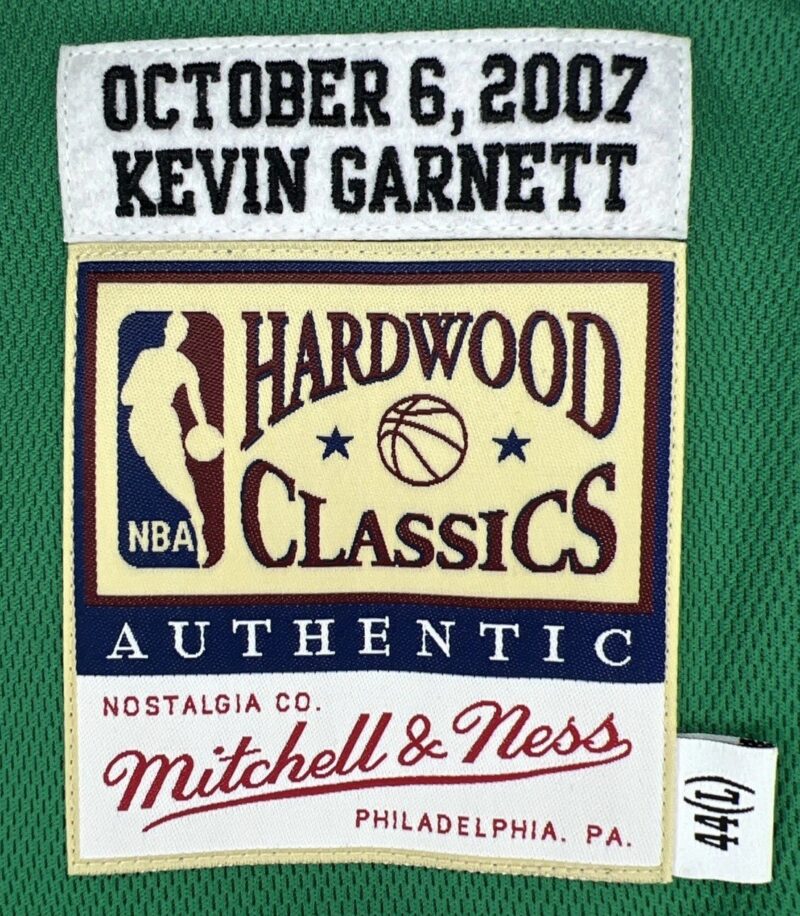 OCTOBER 6, 2007
KEVIN GARNETT
HARDWOOD
CLASSICS
NBA
AUTHENTIC
NOSTALGIA CO.
Mitchell & Ness
PHILADELPHIA. PA.
44(L)